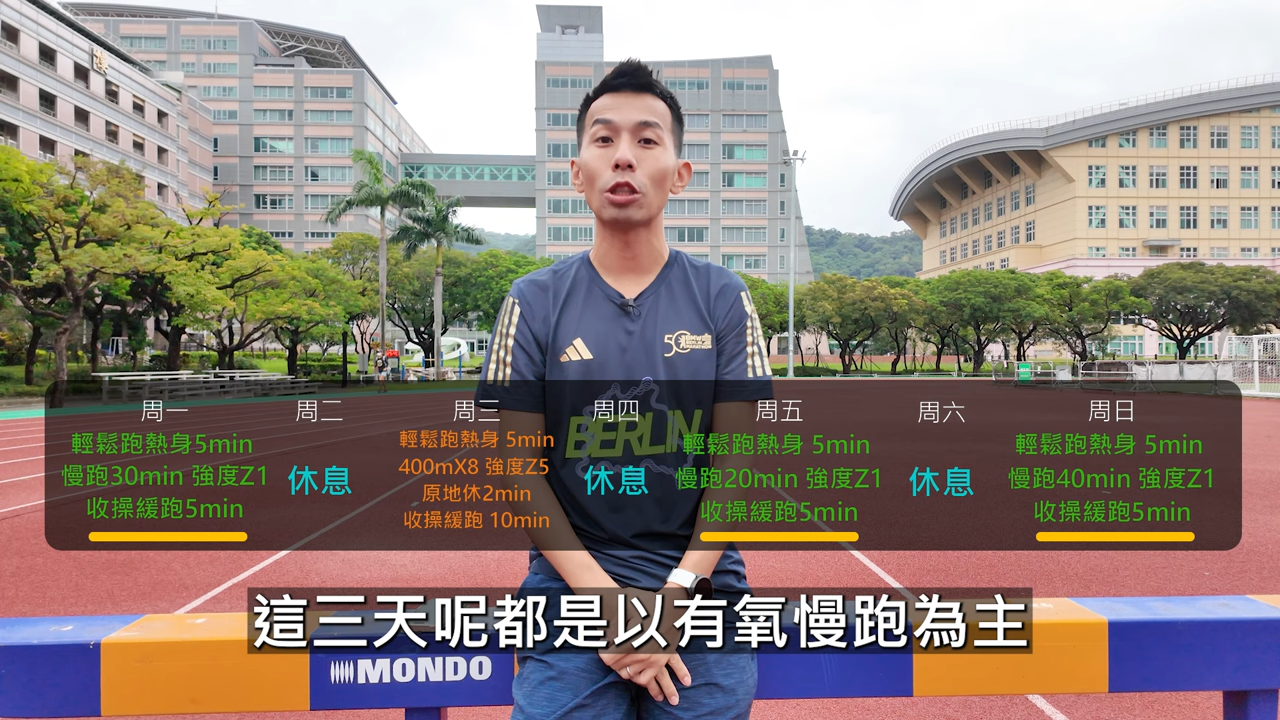 漢
50
BMW
BERLIN
MARATHON
BERLIN
周一
輕鬆跑熱身5min
慢跑30min 強度Z1
收操緩跑5min
周二
休息
周三
輕鬆跑熱身 5min
400mX8 強度Z5
原地休2min
收操緩跑 10min
周四
休息
周五
輕鬆跑熱身 5min
慢跑20min 強度Z1
收操緩跑5min
周六
休息
周日
輕鬆跑熱身 5min
慢跑40min 強度Z1
收操緩跑5min
這三天呢都是以有氧慢跑為主
MONDO